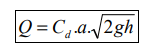 Q = C_d.a.√2gh